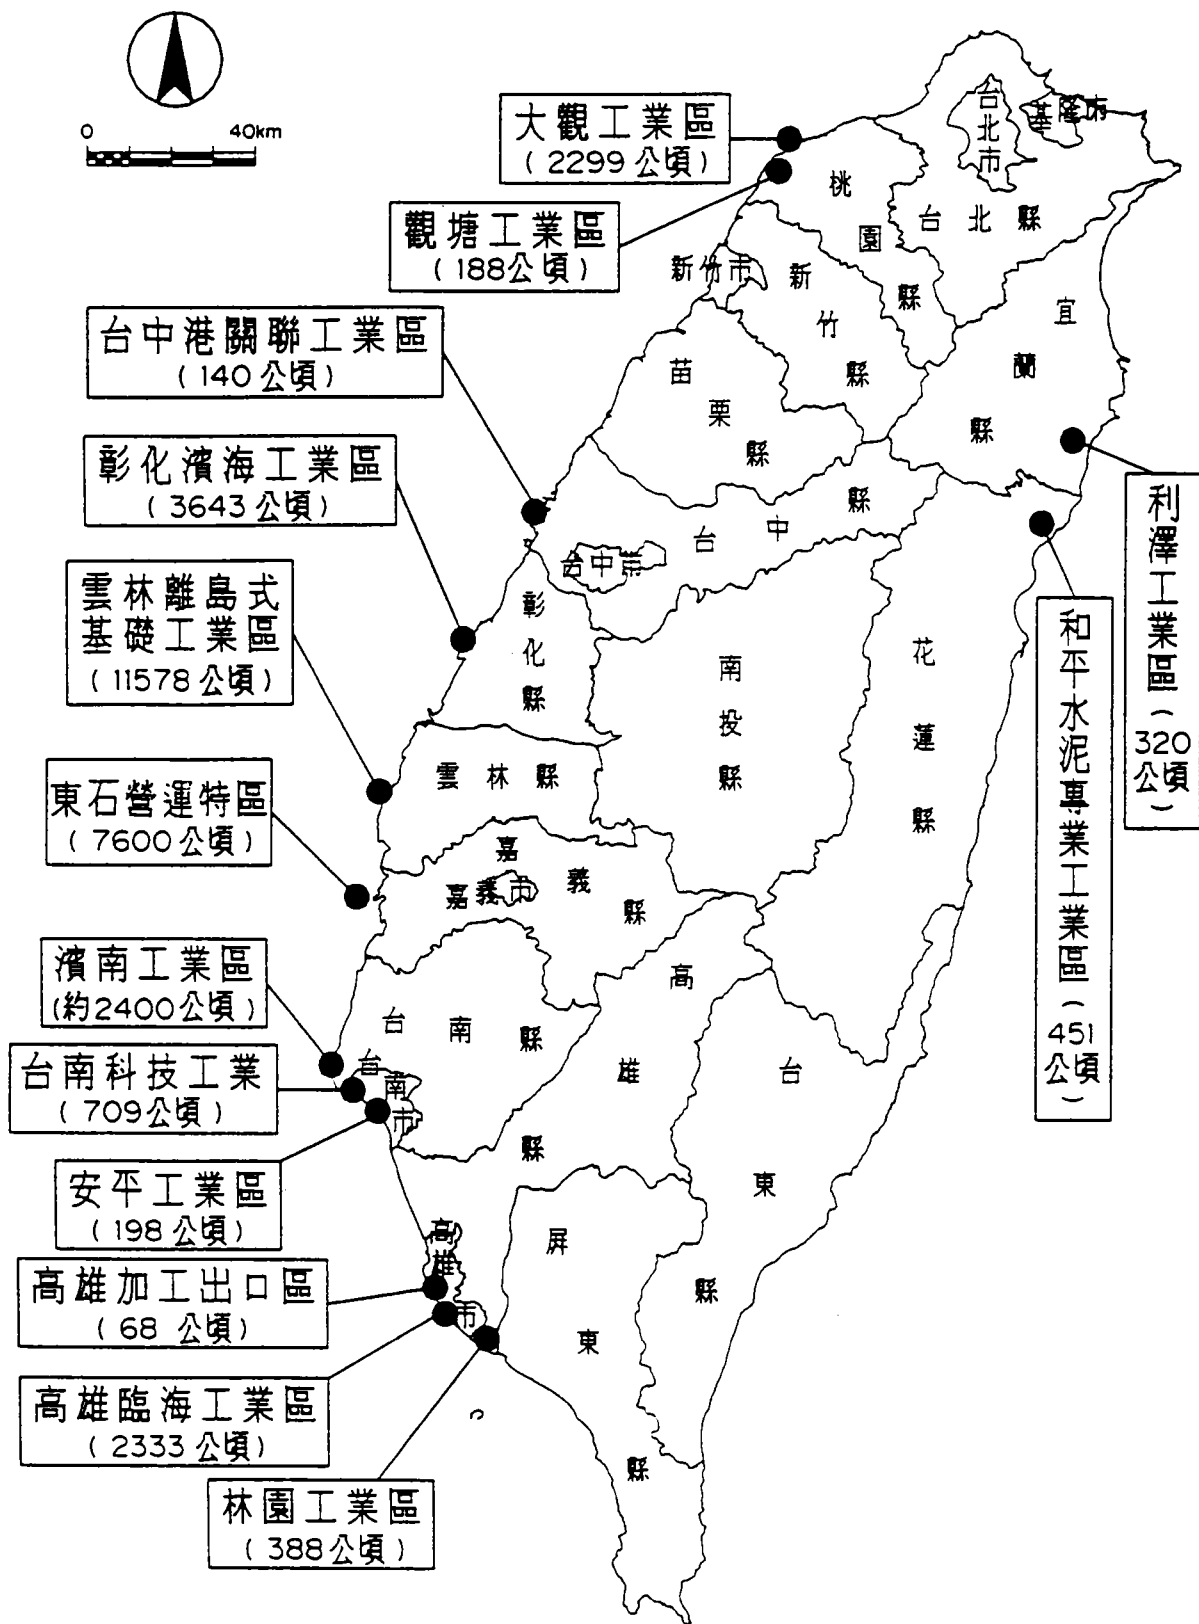 0 40km
大觀工業區
(2299公頃)
觀塘工業區
(188公頃)
台中港關聯工業區
(140公頃)
彰化濱海工業區
(3643公頃)
雲林離島式
基礎工業區
(11578公頃)
東石營運特區
(7600公頃)
濱南工業區
(約2400公頃)
台南科技工業
(709公頃)
安平工業區
(198公頃)
高雄加工出口區
(68 公頃)
高雄臨海工業區
(2333公頃)
林園工業區
(388公頃)
利澤工業區(320公頃)
和平水泥專業工業區(451公頃)
台北市
基隆市
台北縣
桃園縣
新竹市
新竹縣
宜蘭縣
苗栗縣
台中縣
台中市
彰化縣
南投縣
花蓮縣
雲林縣
嘉義縣
嘉義市
台南縣
台南市
高雄縣
高雄市
台東縣
屏東縣